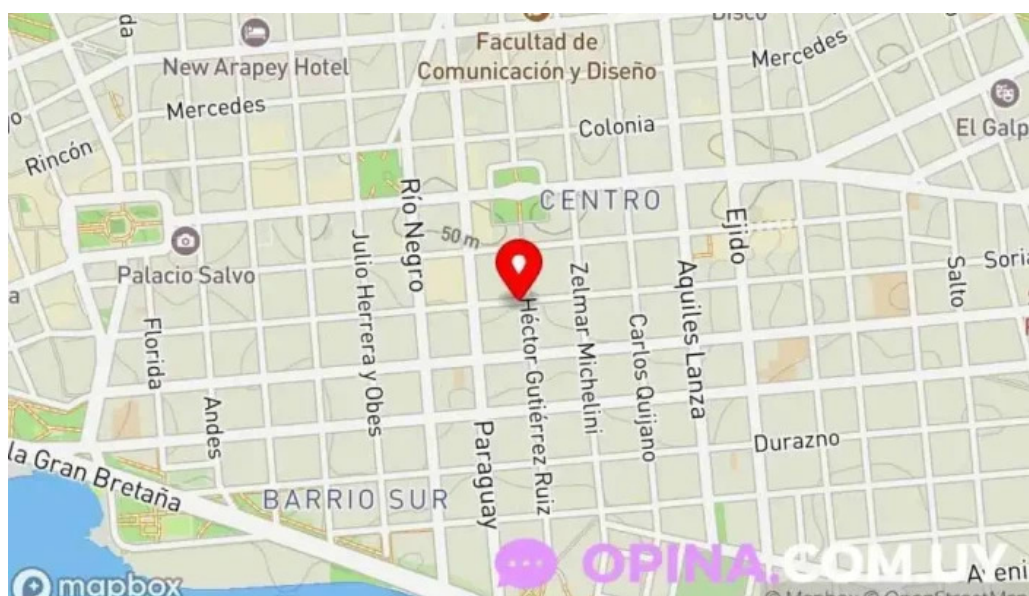 Mercedes
New Arapey Hotel
Facultad de
Comunicación y Diseño
Mercedes
Colonia
El Galp
Rincón
CENTRO
Río Negro
50 m
Ejido
Palacio Salvo
Julio Herrera y Obes
Zelmar Michelini
Aquiles Lanza
Salto
Soria
Florida
Héctor Gutiérrez Ruiz
Carlos Quijano
Andes
Paraguay
Durazno
la Gran Bretaña
BARRIO SUR
OPINA.COM.UY
Aveni
mapbox